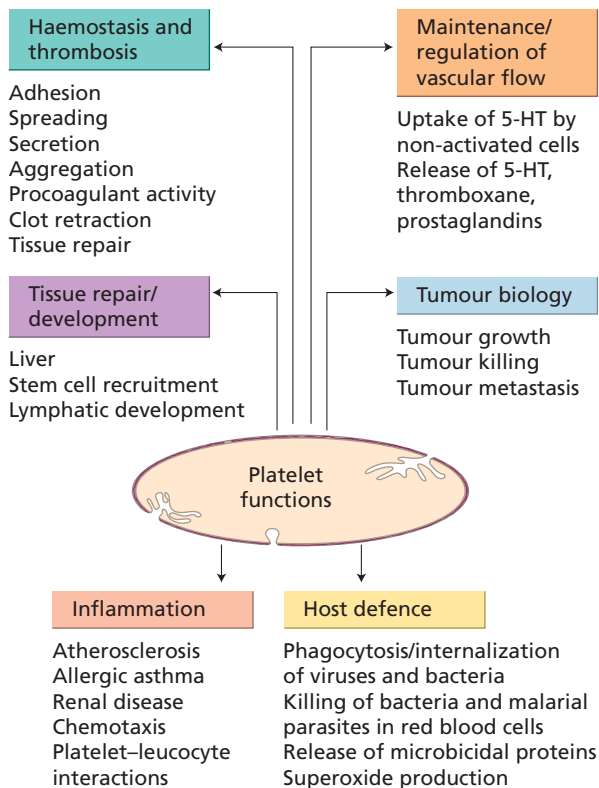 Haemostasis and
thrombosis
Adhesion
Spreading
Secretion
Aggregation
Procoagulant activity
Clot retraction
Tissue repair
Maintenance/
regulation of
vascular flow
Uptake of 5-HT by
non-activated cells
Release of 5-HT,
thromboxane,
prostaglandins
Tissue repair/
development
Liver
Stem cell recruitment
Lymphatic development
Tumour biology
Tumour growth
Tumour killing
Tumour metastasis
Platelet
functions
Inflammation
Atherosclerosis
Allergic asthma
Renal disease
Chemotaxis
Platelet–leucocyte
interactions
Host defence
Phagocytosis/internalization
of viruses and bacteria
Killing of bacteria and malarial
parasites in red blood cells
Release of microbicidal proteins
Superoxide production